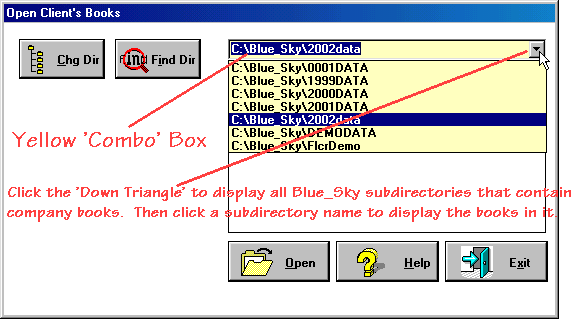 Open Client's Books
Chg Dir
Find Dir
C:\Blue_Sky\2002data
C:\Blue_Sky\0001DATA
C:\Blue_Sky\1999DATA
C:\Blue_Sky\2000DATA
C:\Blue_Sky\2001DATA
C:\Blue_Sky\2002data
C:\Blue_Sky\DEMODATA
C:\Blue_Sky\FlcrDemo
Yellow 'Combo' Box
Click the 'Down Triangle' to display all Blue_Sky subdirectories that contain
company books. Then click a subdirectory name to display the books in it.
Open
Help
Exit